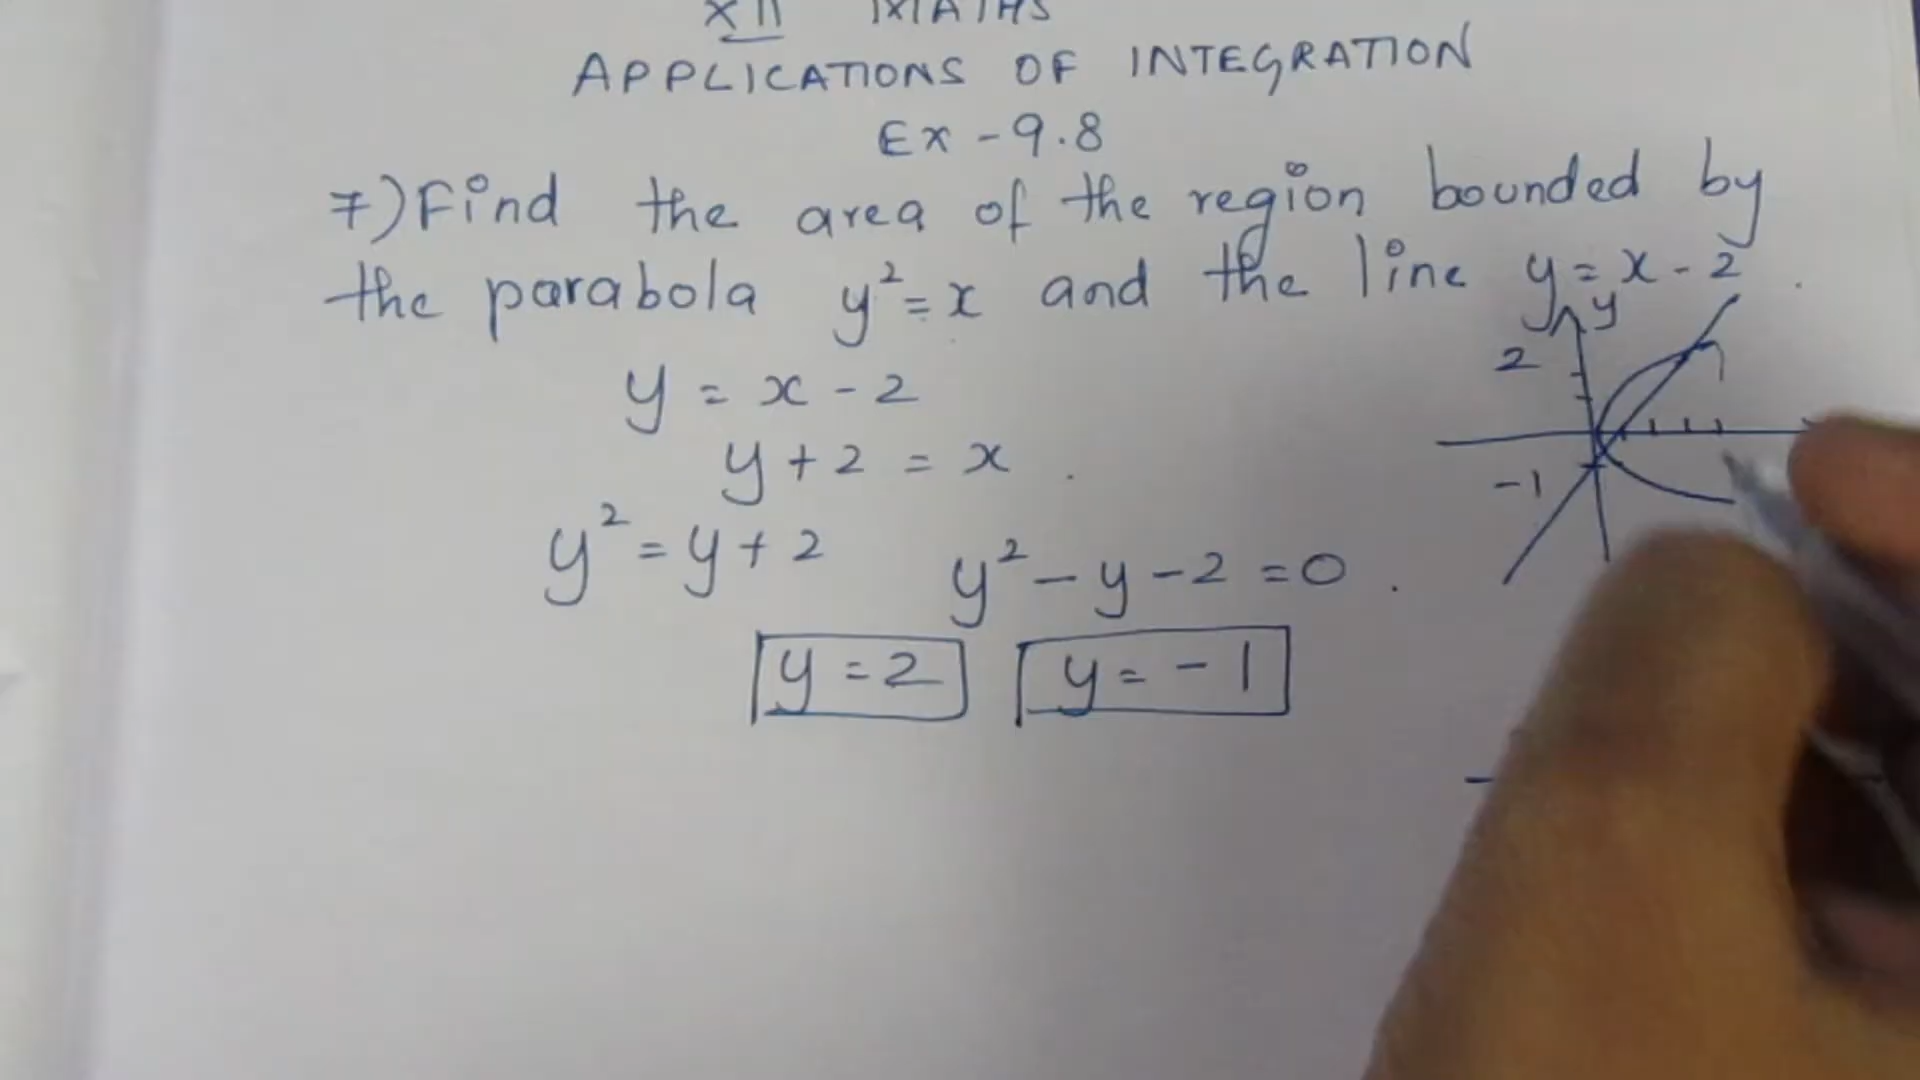 XII MATHS
APPLICATIONS OF INTEGRATION
Ex - 9.8
7) Find the area of the region bounded by
the parabola y² = x and the line y = x - 2.
y = x - 2
y + 2 = x.
y² = y + 2 y² - y - 2 = 0.
y = 2 y = -1
y
2
-1